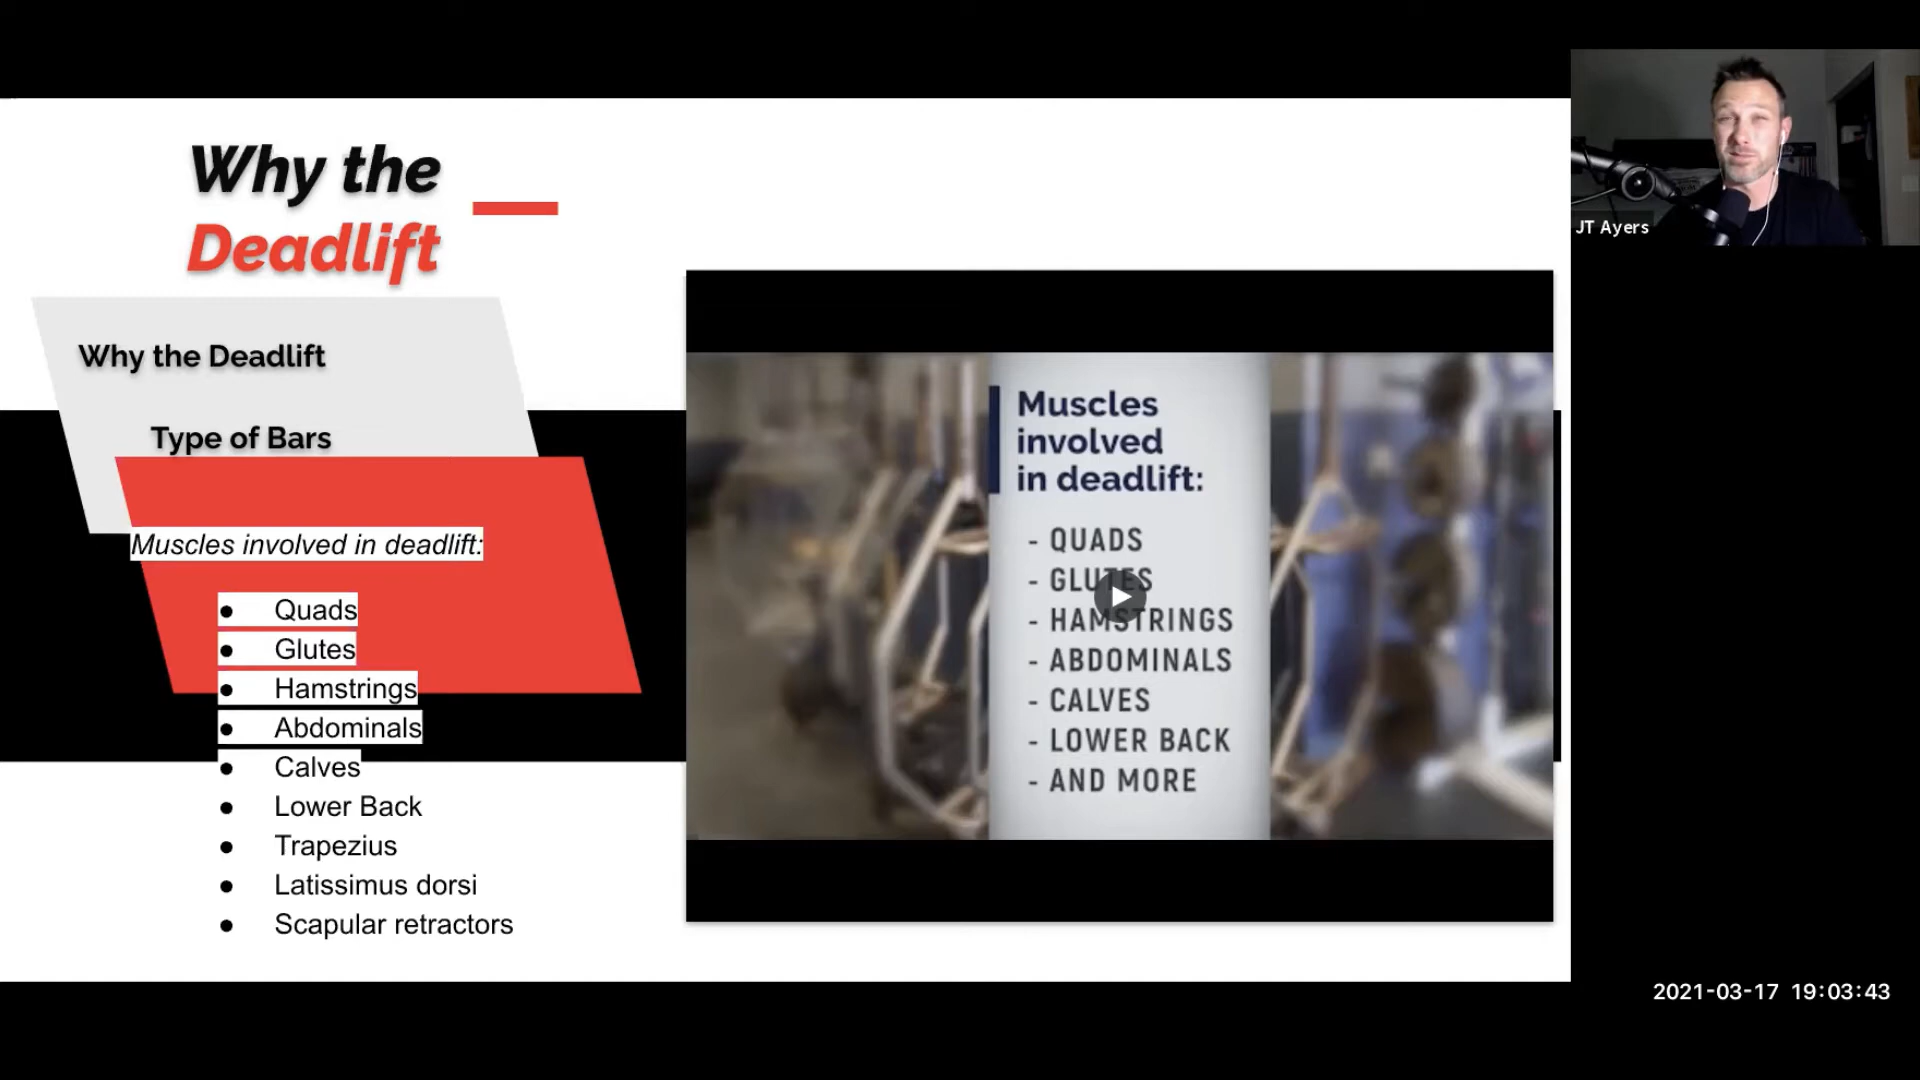 Why the
Deadlift
Why the Deadlift
Type of Bars
Muscles involved in deadlift:
● Quads
● Glutes
● Hamstrings
● Abdominals
● Calves
● Lower Back
● Trapezius
● Latissimus dorsi
● Scapular retractors
Muscles
involved
in deadlift:
- QUADS
- GLUTES
- HAMSTRINGS
- ABDOMINALS
- CALVES
- LOWER BACK
- AND MORE
JT Ayers
2021-03-17 19:03:43